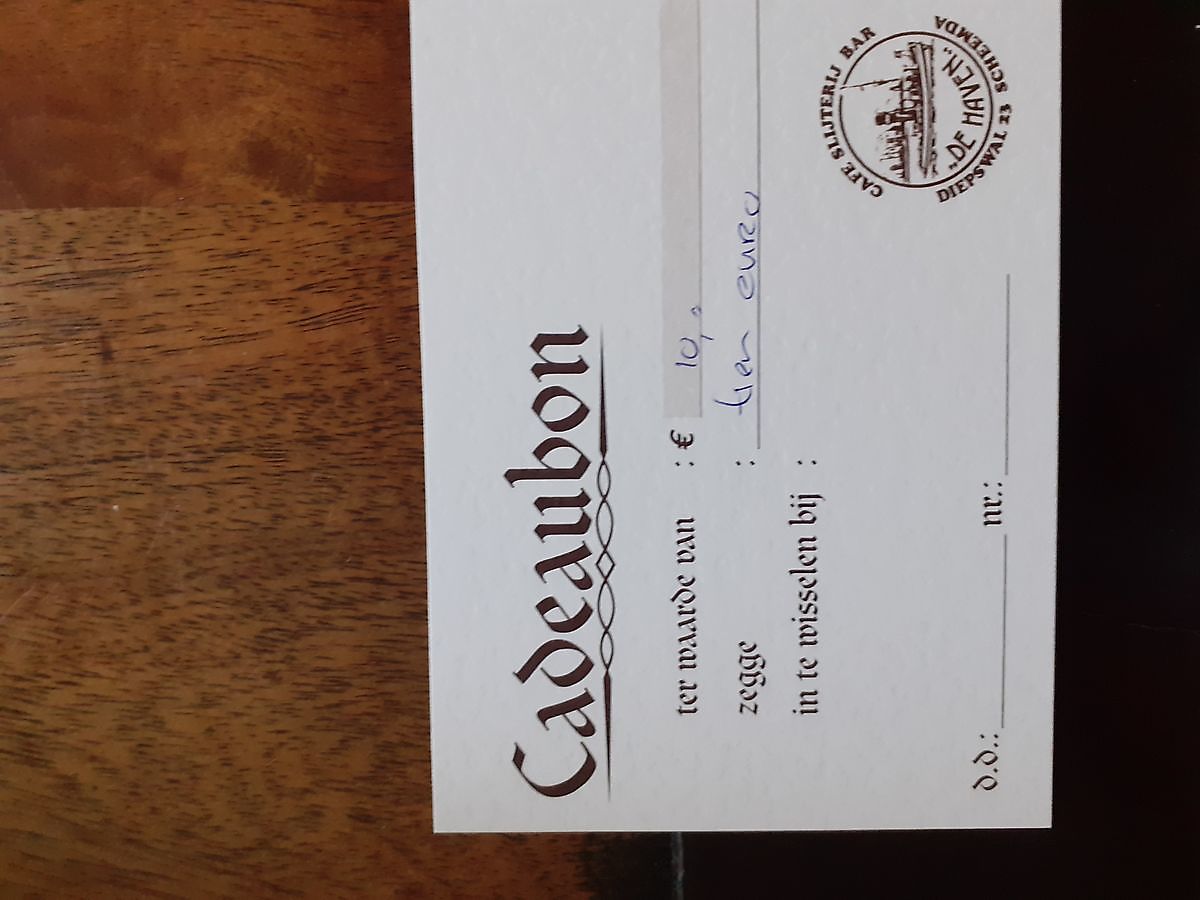 Cadeaubon
ter waarde van : € 10,-
zegge : tien euro
in te wisselen bij :
CAFE SLIJTERIJ BAR
„DE HAVEN„
DIEPSWAL 23 SCHEEMDA
d.d.: nr.: